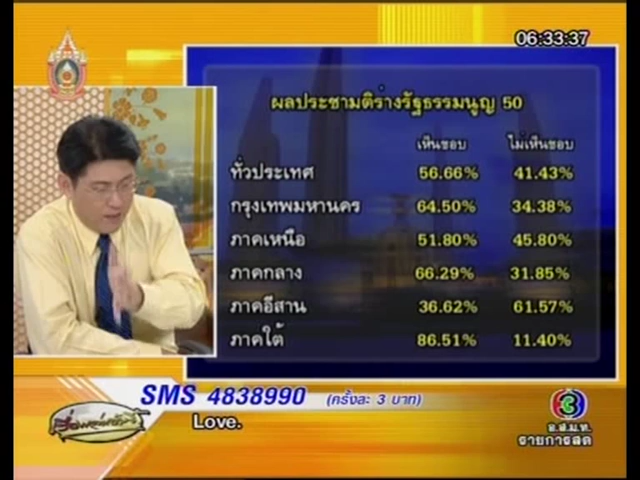 06:33:37
ผลประชามติร่างรัฐธรรมนูญ 50
เห็นชอบ ไม่เห็นชอบ
ทั่วประเทศ 56.66% 41.43%
กรุงเทพมหานคร 64.50% 34.38%
ภาคเหนือ 51.80% 45.80%
ภาคกลาง 66.29% 31.85%
ภาคอีสาน 36.62% 61.57%
ภาคใต้ 86.51% 11.40%
SMS 4838990 (ครั้งละ 3 บาท)
Love.
3
อ.ส.ม.ท.
รายการสด